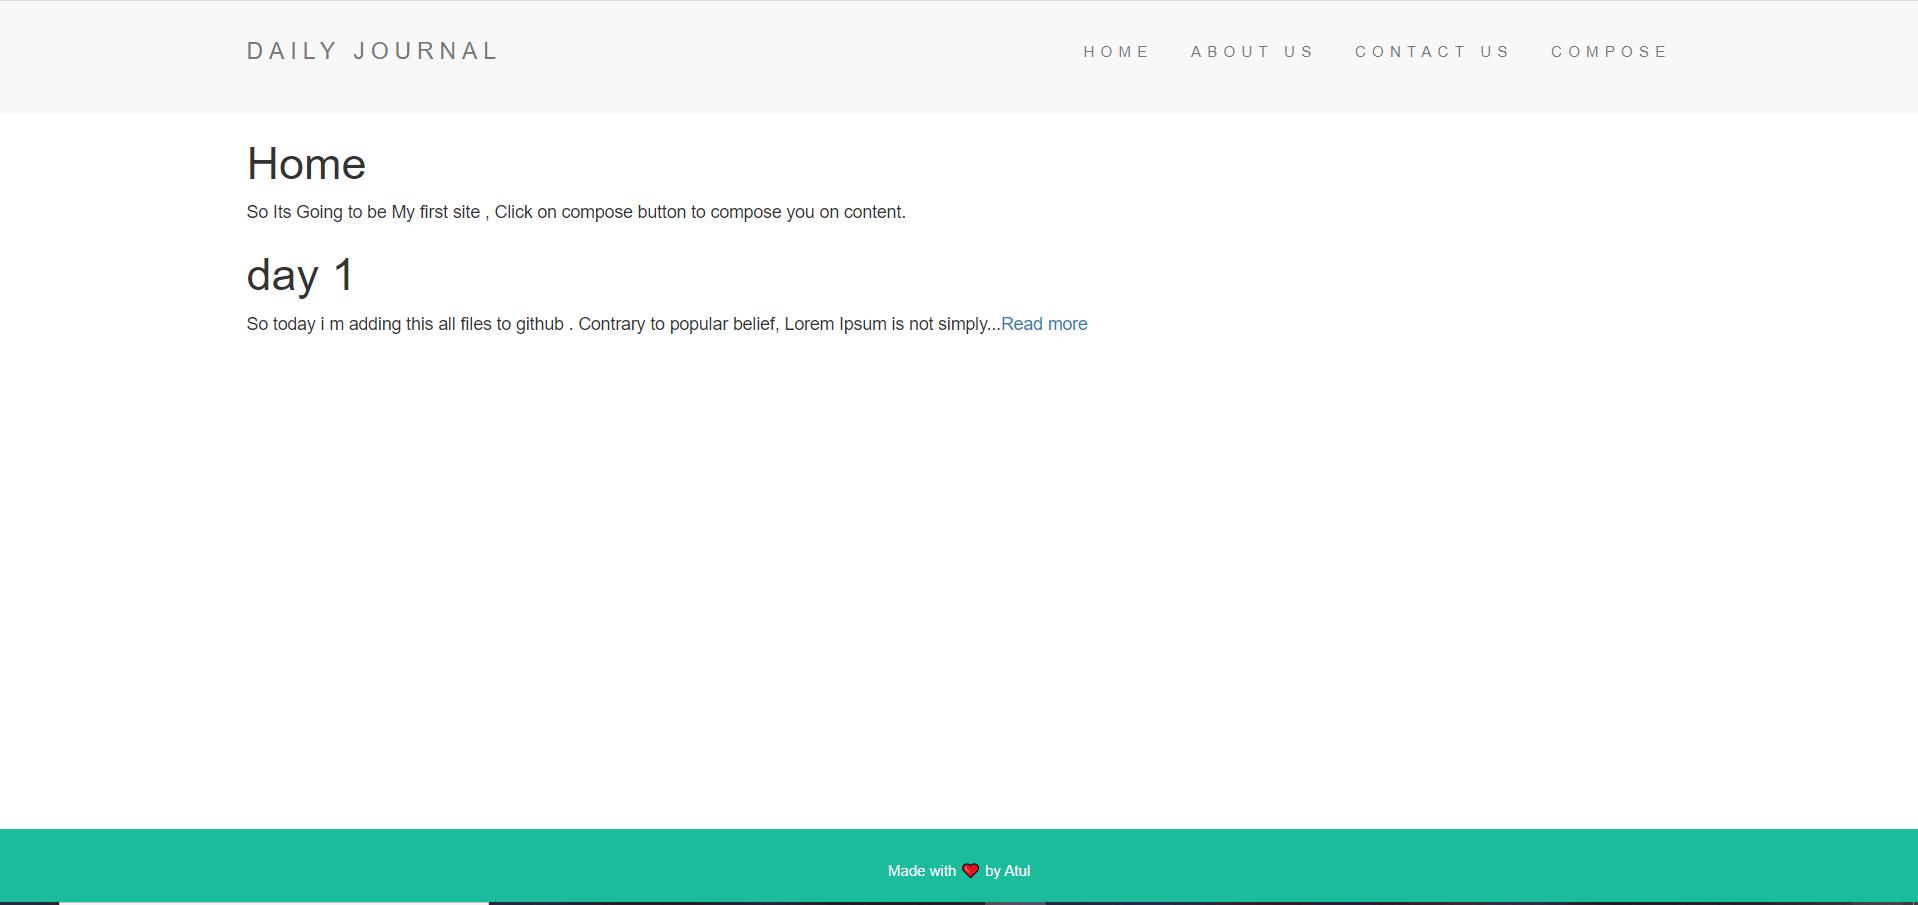 DAILY JOURNAL
HOME ABOUT US CONTACT US COMPOSE
Home
So Its Going to be My first site , Click on compose button to compose you on content.
day 1
So today i m adding this all files to github . Contrary to popular belief, Lorem Ipsum is not simply...Read more
Made with ❤ by Atul